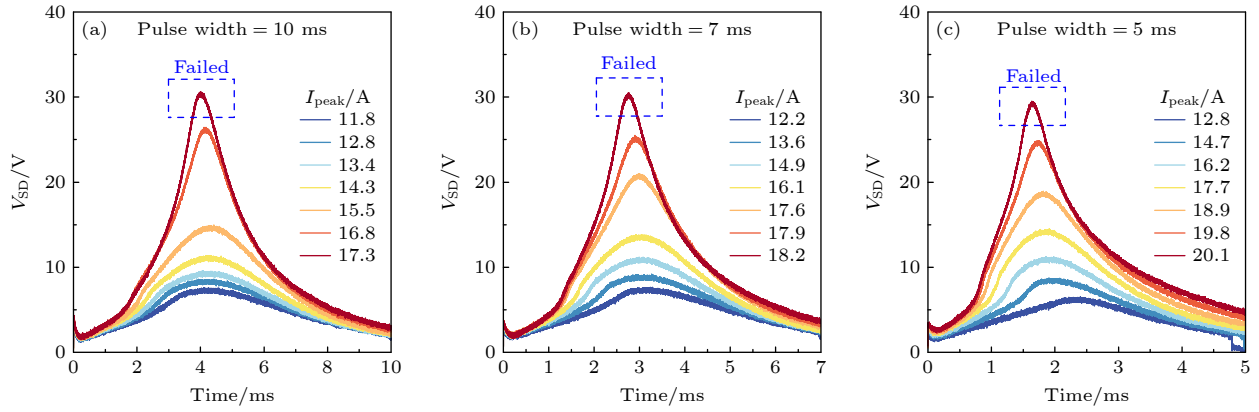 (a) Pulse width = 10 ms
Failed
I_peak/A
11.8
12.8
13.4
14.3
15.5
16.8
17.3
V_SD/V
40
30
20
10
0
0 2 4 6 8 10
Time/ms
(b) Pulse width = 7 ms
Failed
I_peak/A
12.2
13.6
14.9
16.1
17.6
17.9
18.2
V_SD/V
40
30
20
10
0
0 1 2 3 4 5 6 7
Time/ms
(c) Pulse width = 5 ms
Failed
I_peak/A
12.8
14.7
16.2
17.7
18.9
19.8
20.1
V_SD/V
40
30
20
10
0
0 1 2 3 4 5
Time/ms